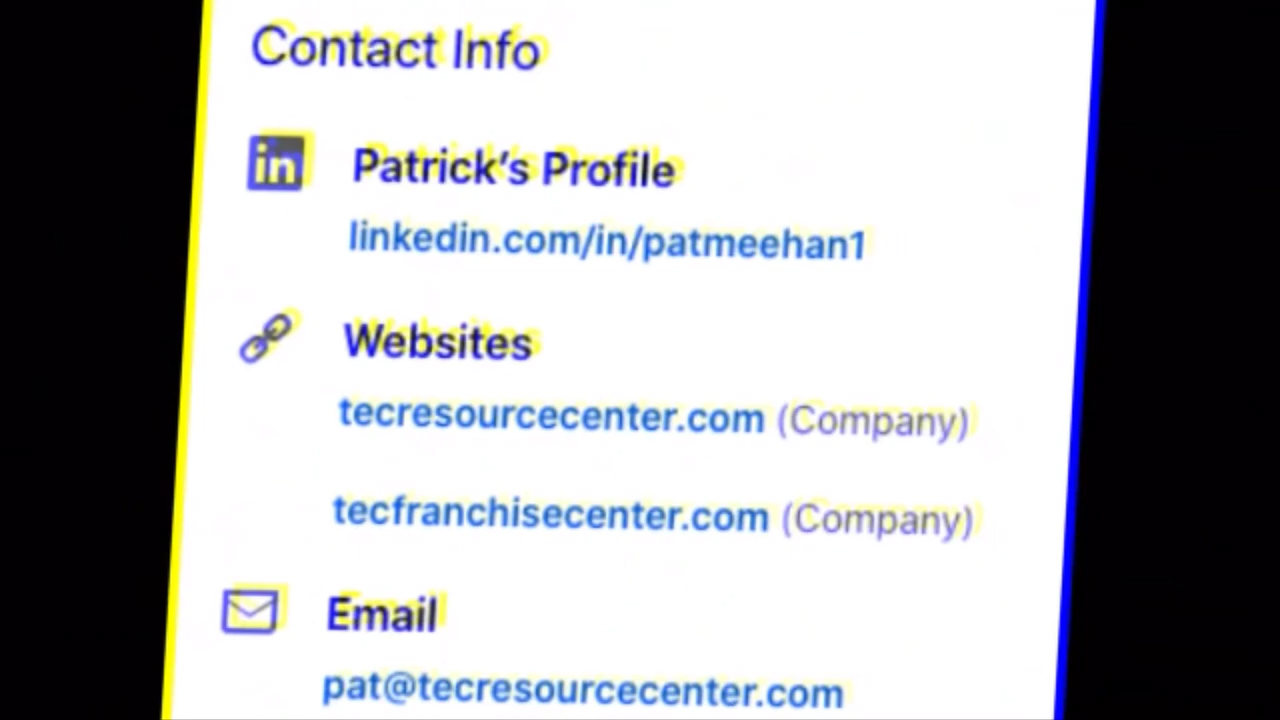 Contact Info
in Patrick's Profile
linkedin.com/in/patmeehan1
Websites
tecresourcecenter.com (Company)
tecfranchisecenter.com (Company)
Email
pat@tecresourcecenter.com